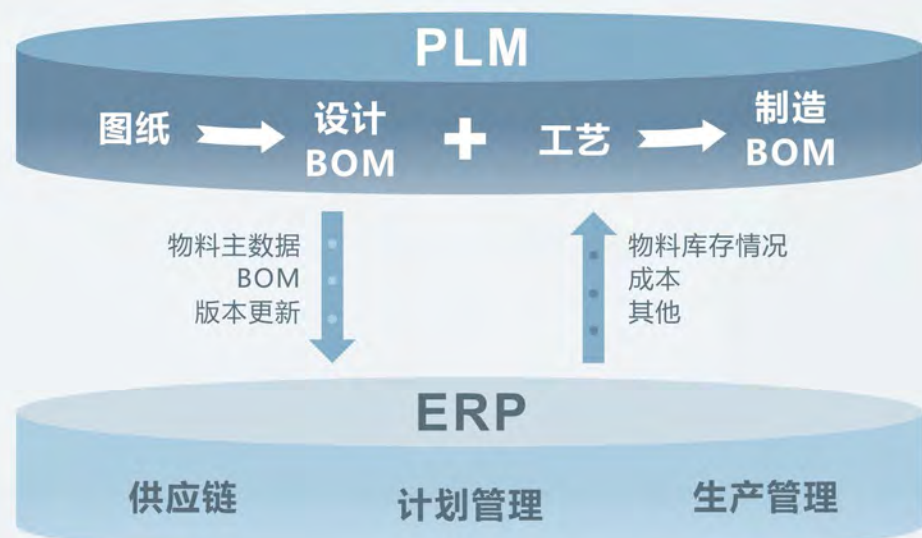 PLM
图纸
设计
BOM
+
工艺
制造
BOM
物料主数据
BOM
版本更新
物料库存情况
成本
其他
ERP
供应链
计划管理
生产管理